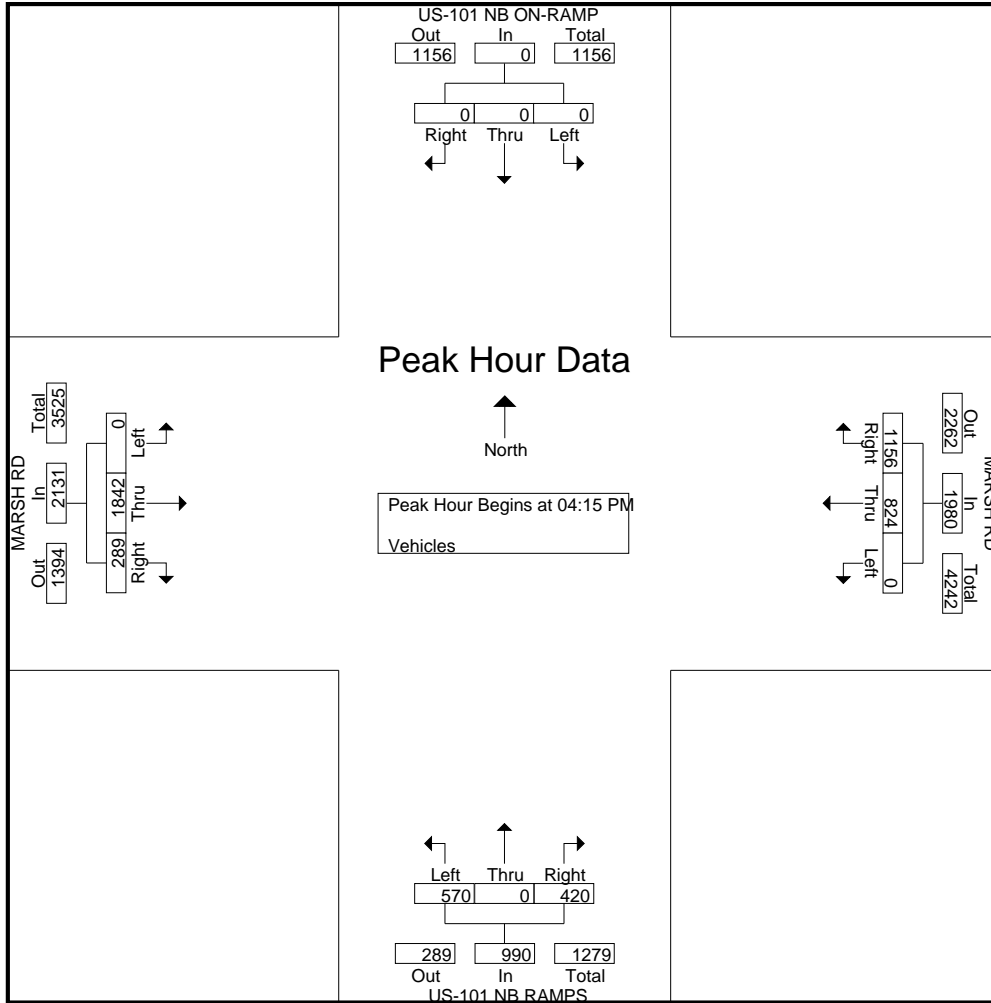 US-101 NB ON-RAMP
Out In Total
1156 0 1156
0 0 0
Right Thru Left
Peak Hour Data
North
Peak Hour Begins at 04:15 PM
Vehicles
MARSH RD
Total In Out
3525 2131 1394
0 1842 289
Left Thru Right
MARSH RD
Out In Total
2262 1980 4242
1156 824 0
Right Thru Left
Left Thru Right
570 0 420
289 990 1279
Out In Total
US-101 NB RAMPS